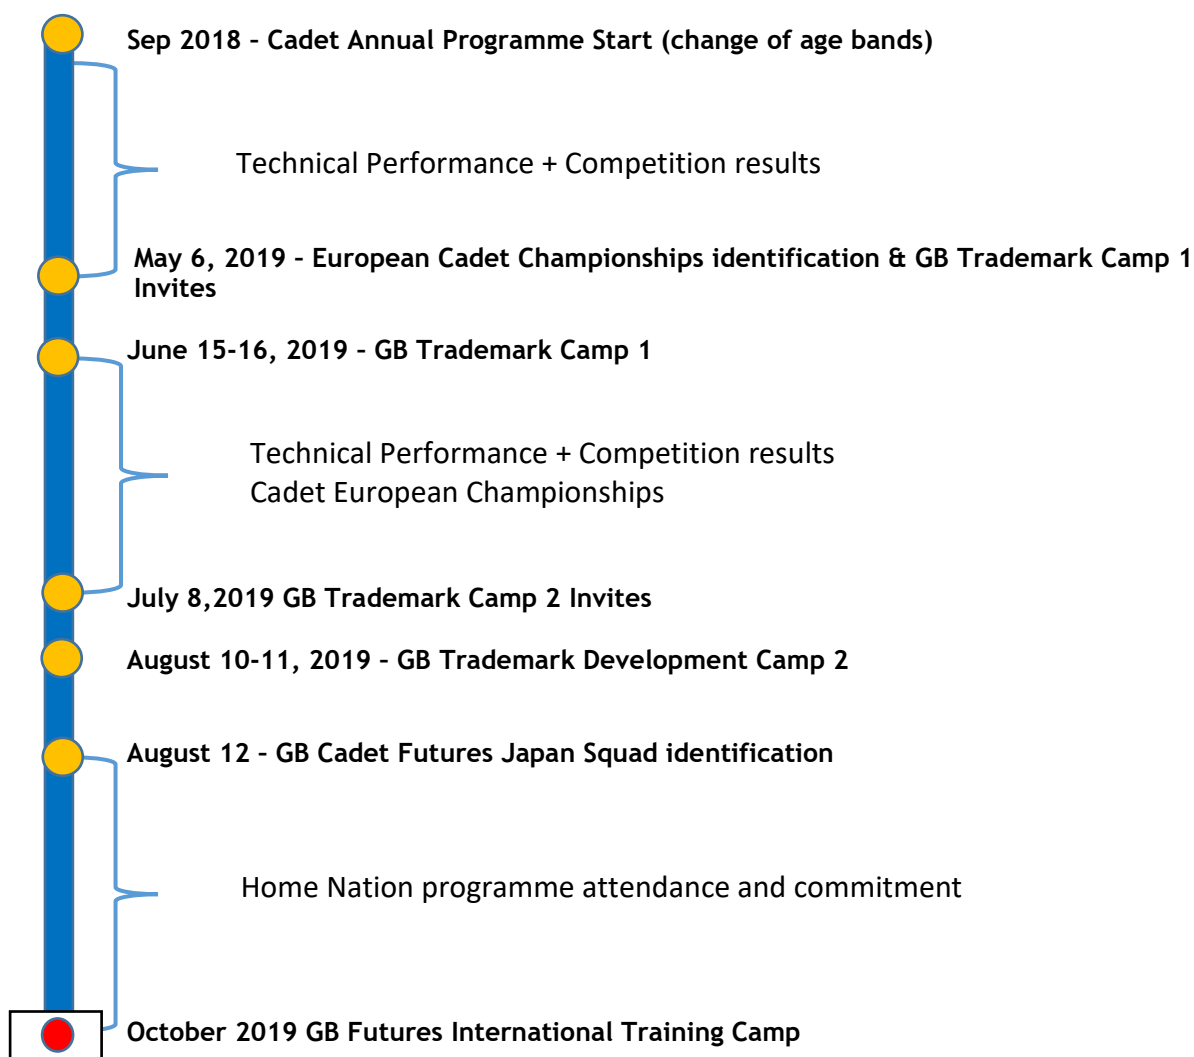 Sep 2018 – Cadet Annual Programme Start (change of age bands)
Technical Performance + Competition results
May 6, 2019 – European Cadet Championships identification & GB Trademark Camp 1
Invites
June 15-16, 2019 – GB Trademark Camp 1
Technical Performance + Competition results
Cadet European Championships
July 8,2019 GB Trademark Camp 2 Invites
August 10-11, 2019 – GB Trademark Development Camp 2
August 12 – GB Cadet Futures Japan Squad identification
Home Nation programme attendance and commitment
October 2019 GB Futures International Training Camp